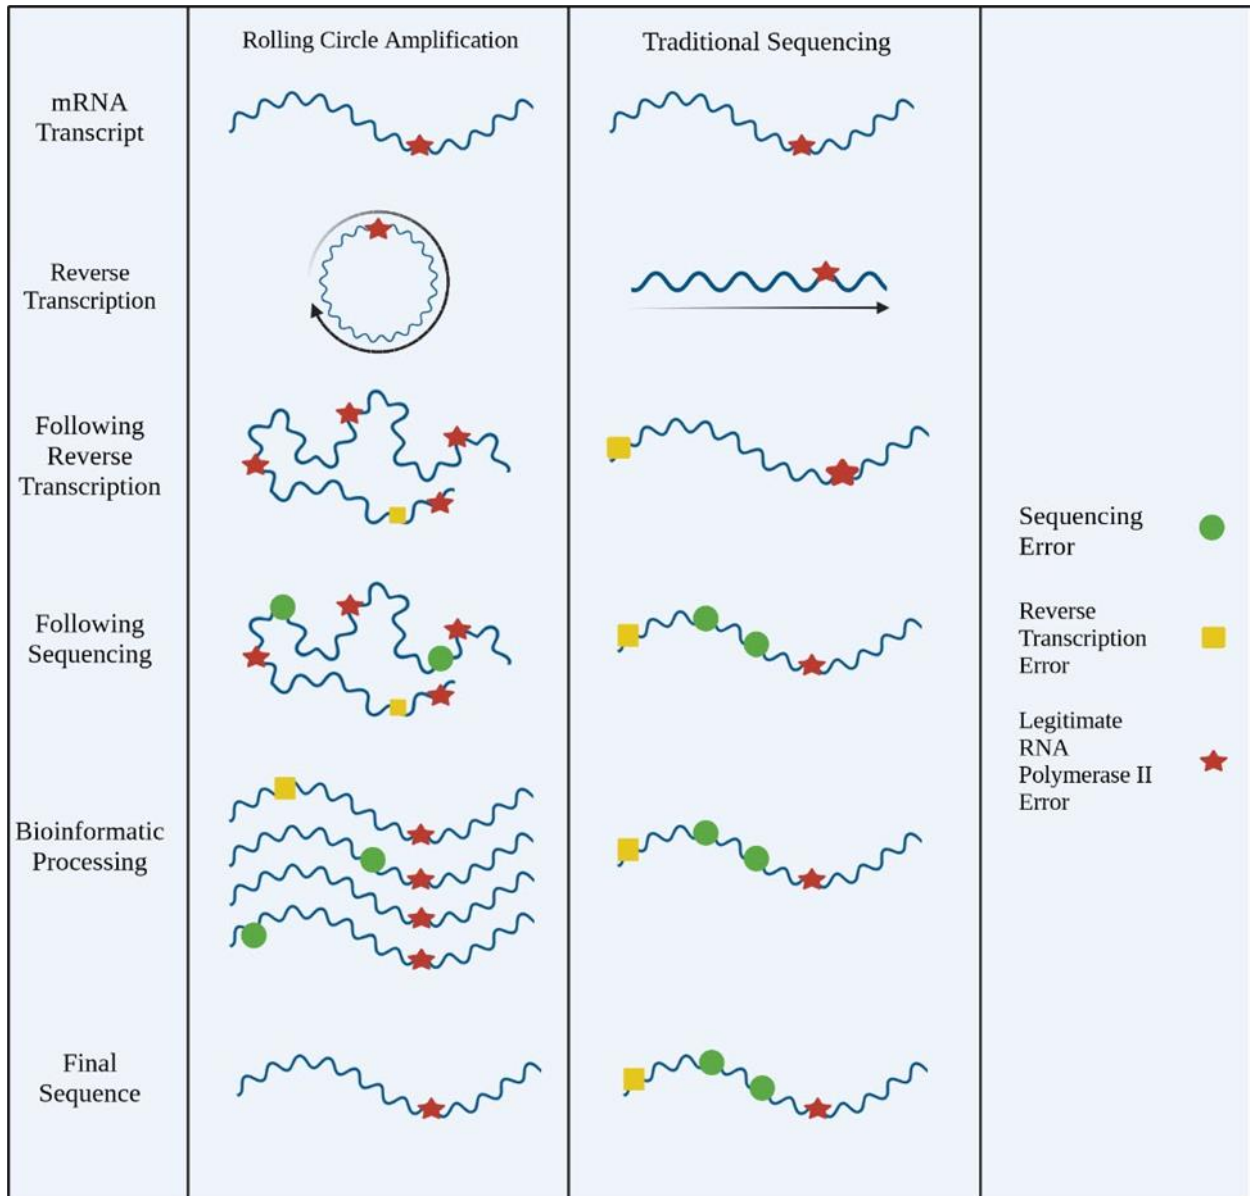 Rolling Circle Amplification
Traditional Sequencing
mRNA
Transcript
Reverse
Transcription
Following
Reverse
Transcription
Following
Sequencing
Bioinformatic
Processing
Final
Sequence
Sequencing
Error
Reverse
Transcription
Error
Legitimate
RNA
Polymerase II
Error